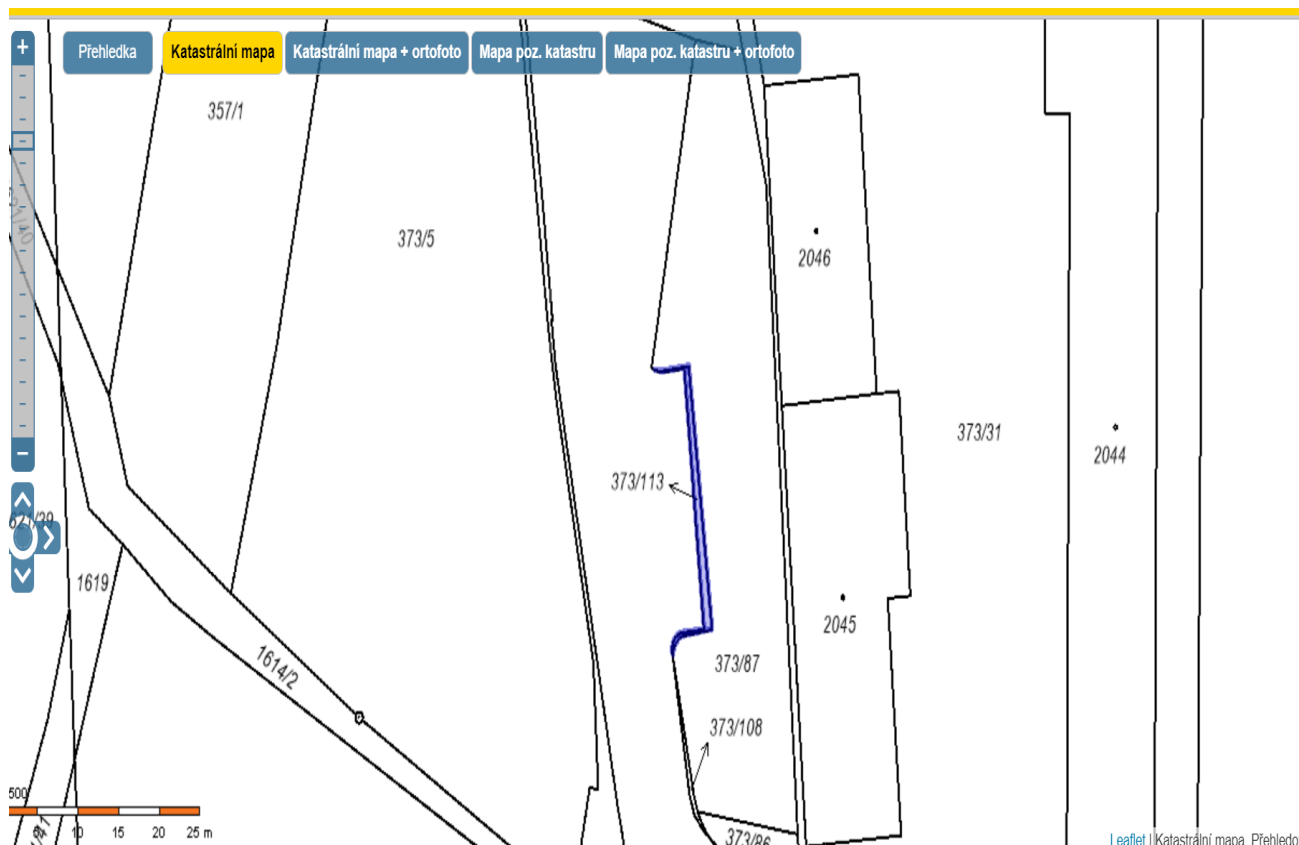 +
Přehledka
Katastrální mapa
Katastrální mapa + ortofoto
Mapa poz. katastru
Mapa poz. katastru + ortofoto
357/1
373/5
2046
373/31
2044
373/113
621/39
1619
2045
1614/2
373/87
373/108
500
10 15 20 25 m
373/86
Leaflet | Katastrální mapa, Přehledo